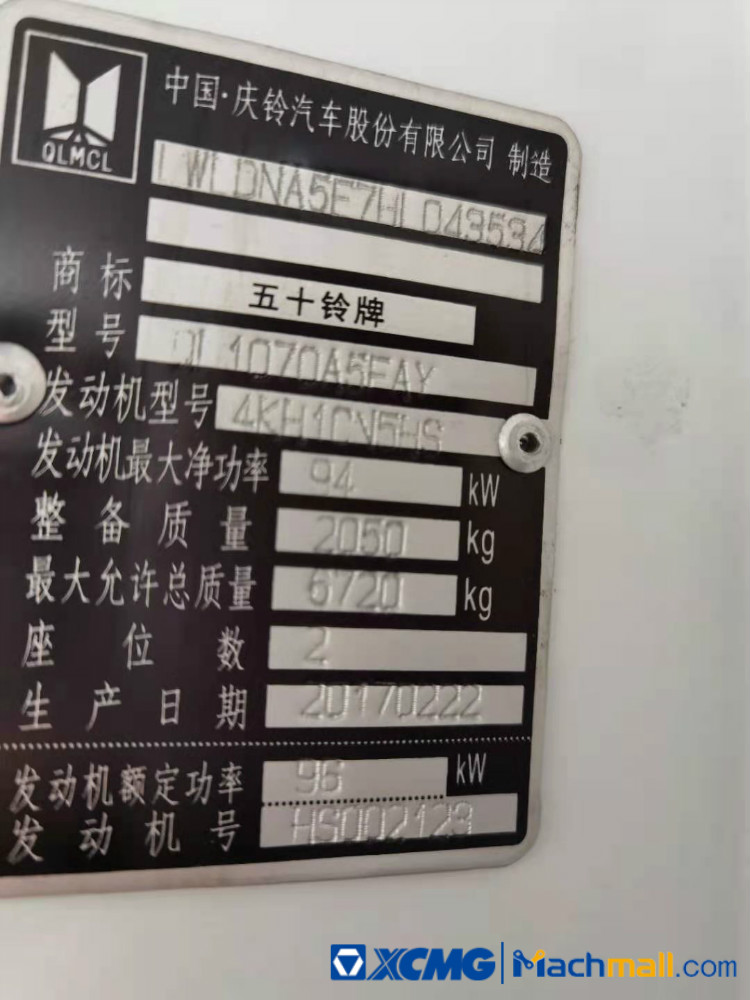 QLMCL
中国·庆铃汽车股份有限公司 制造
LWLDNA5E7HL043534
商标 五十铃牌
型号 QL1070A5EAY
发动机型号 4KH1CN5HS
发动机最大净功率 94 kW
整备质量 2050 kg
最大允许总质量 6720 kg
座位数 2
生产日期 20170222
发动机额定功率 96 kW
发动机号 HS002123
XCMG Machmall.com